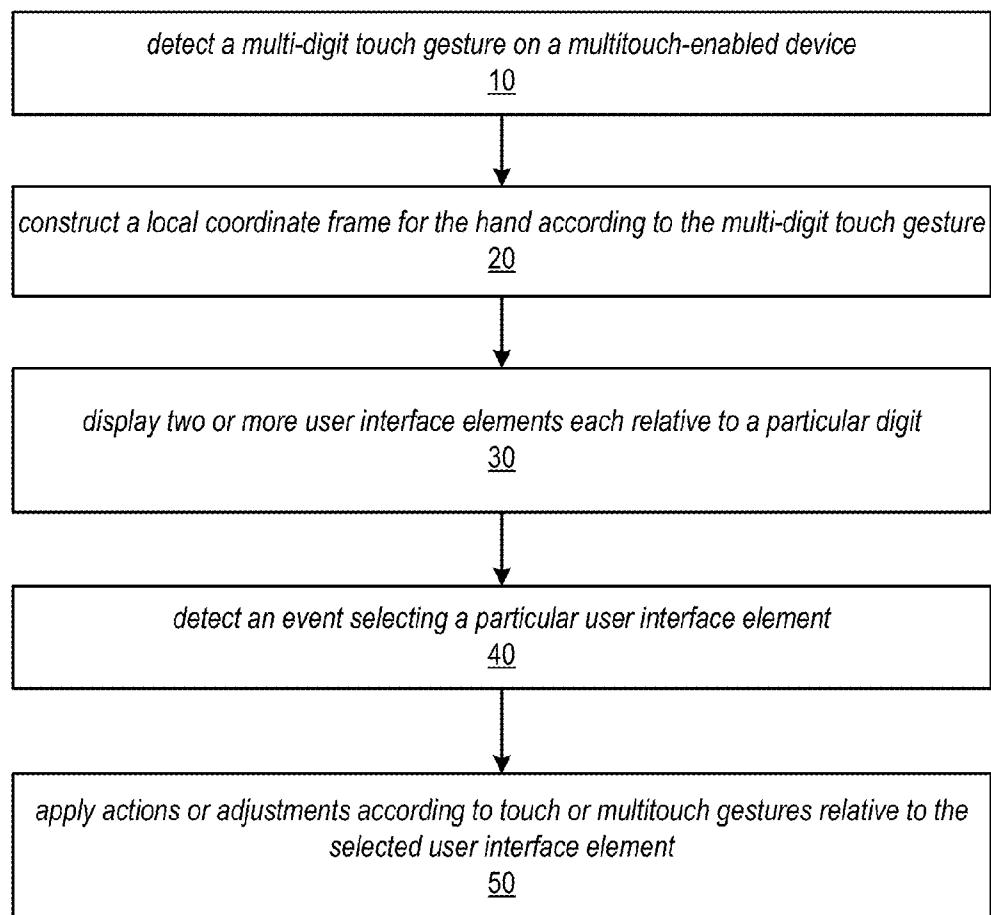 detect a multi-digit touch gesture on a multitouch-enabled device
10
construct a local coordinate frame for the hand according to the multi-digit touch gesture
20
display two or more user interface elements each relative to a particular digit
30
detect an event selecting a particular user interface element
40
apply actions or adjustments according to touch or multitouch gestures relative to the
selected user interface element
50